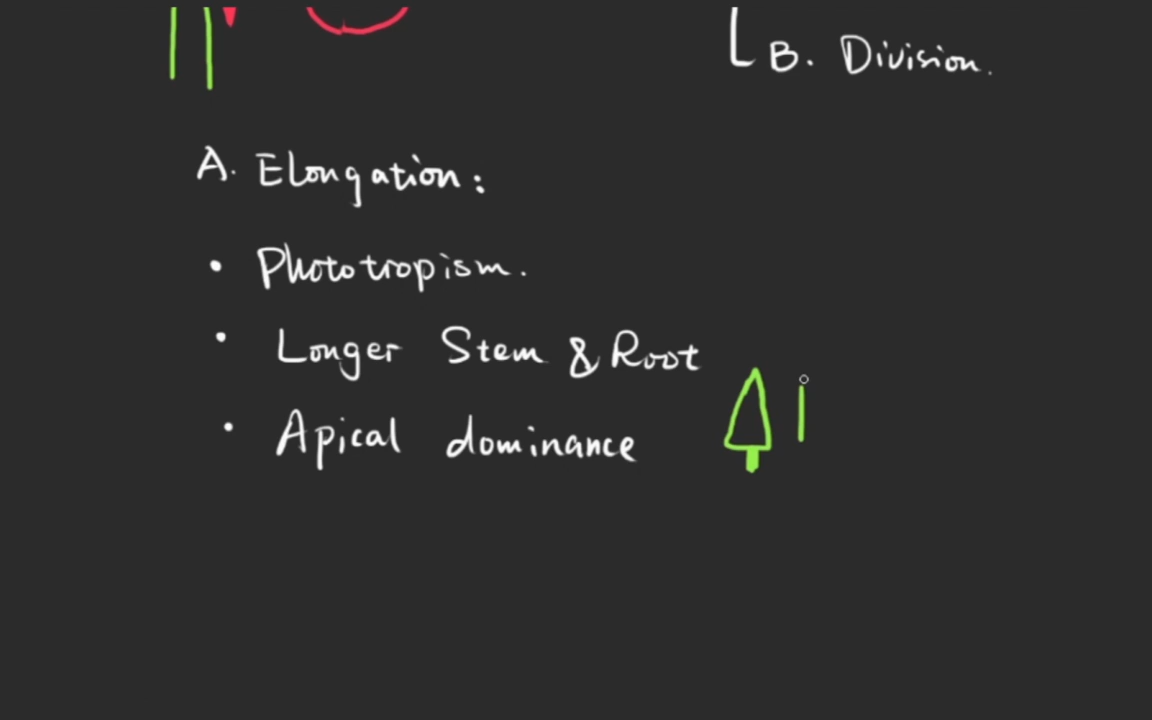 B. Division.
A. Elongation:
• Phototropism.
• Longer Stem & Root
• Apical dominance